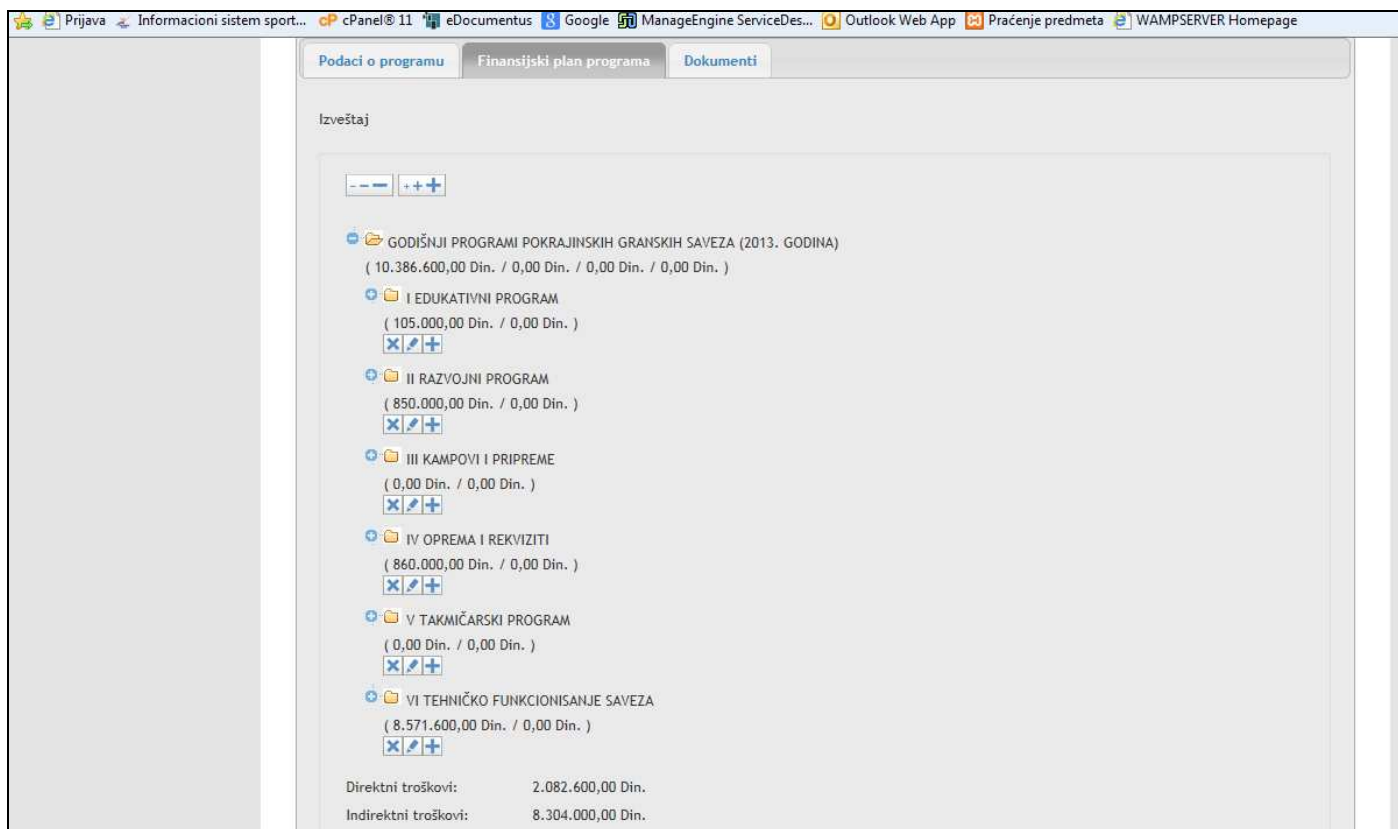 Prijava Informacioni sistem sport... cP cPanel® 11 eDocumentus Google ManageEngine ServiceDes... Outlook Web App Praćenje predmeta WAMPSERVER Homepage
Podaci o programu Finansijski plan programa Dokumenti
Izveštaj
GODIŠNJI PROGRAMI POKRAJINSKIH GRANSKIH SAVEZA (2013. GODINA)
( 10.386.600,00 Din. / 0,00 Din. / 0,00 Din. / 0,00 Din. )
I EDUKATIVNI PROGRAM
( 105.000,00 Din. / 0,00 Din. )
II RAZVOJNI PROGRAM
( 850.000,00 Din. / 0,00 Din. )
III KAMPOVI I PRIPREME
( 0,00 Din. / 0,00 Din. )
IV OPREMA I REKVIZITI
( 860.000,00 Din. / 0,00 Din. )
V TAKMIČARSKI PROGRAM
( 0,00 Din. / 0,00 Din. )
VI TEHNIČKO FUNKCIONISANJE SAVEZA
( 8.571.600,00 Din. / 0,00 Din. )
Direktni troškovi: 2.082.600,00 Din.
Indirektni troškovi: 8.304.000,00 Din.